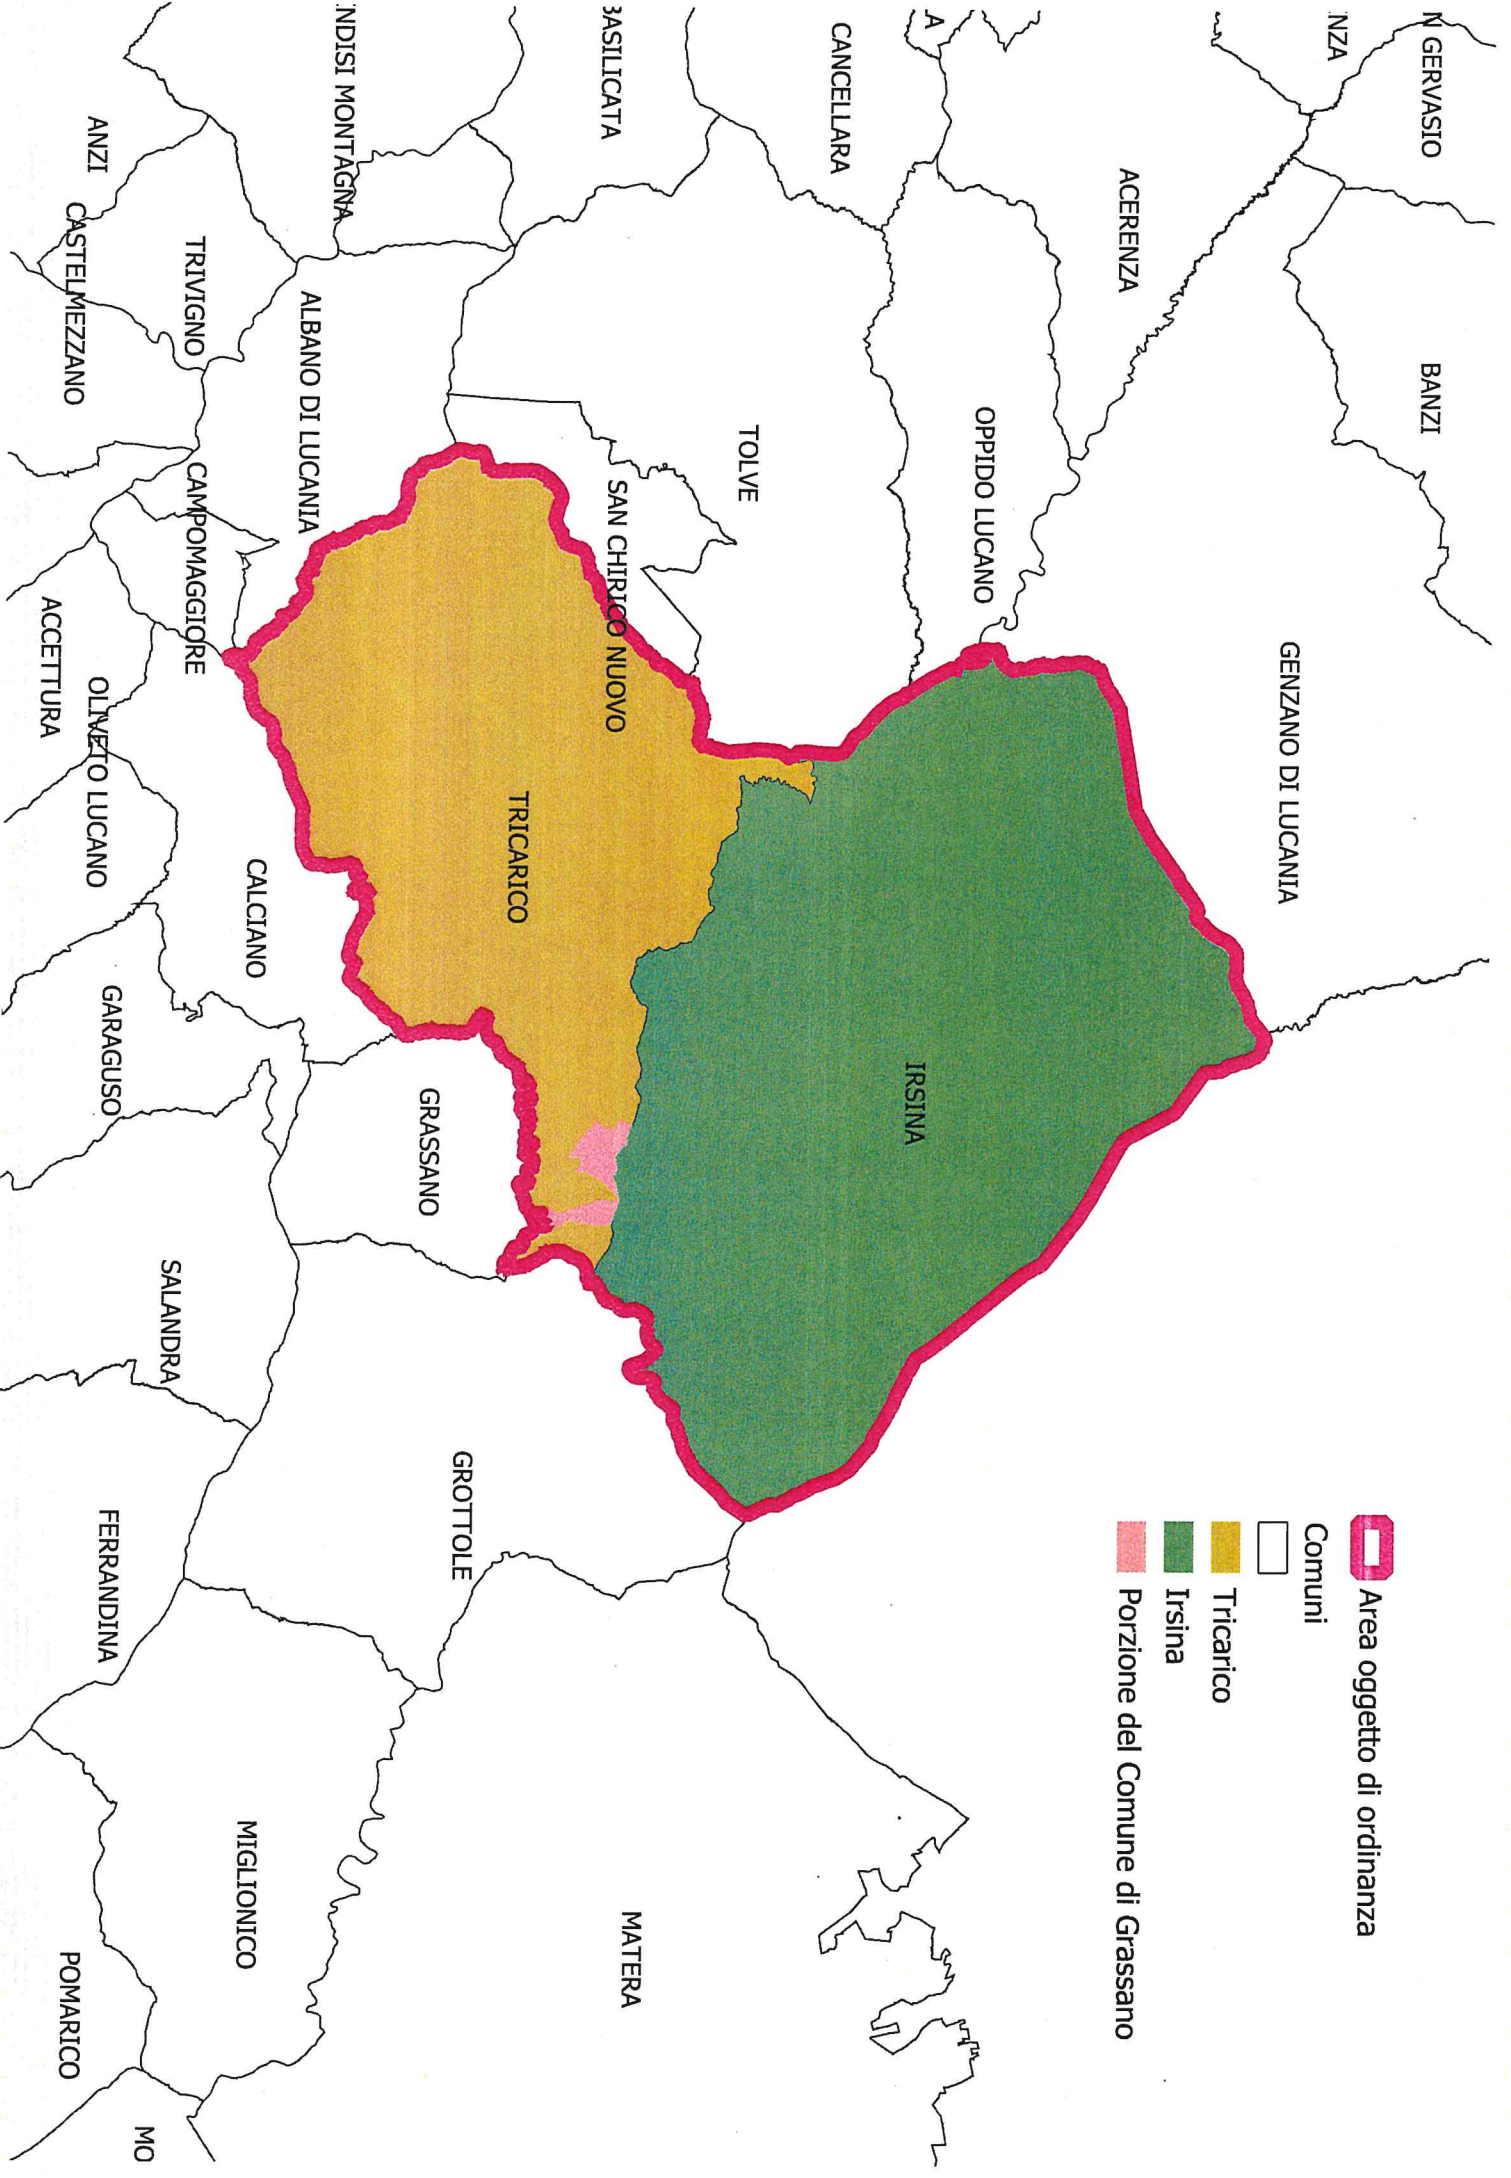 N GERVASIO
NZA
BANZI
ACERENZA
GENZANO DI LUCANIA
A
CANCELLARA
OPPIDO LUCANO
TOLVE
BASILICATA
SAN CHIRICO NUOVO
NDISI MONTAGNA
ALBANO DI LUCANIA
TRIVIGNO
ANZI
CASTELMEZZANO
CAMPOMAGGIORE
ACCETTURA
OLIVETO LUCANO
CALCIANO
GARAGUSO
TRICARICO
IRSINA
GRASSANO
SALANDRA
GROTTOLE
FERRANDINA
MIGLIONICO
MATERA
POMARICO
MO
Area oggetto di ordinanza
Comuni
Tricarico
Irsina
Porzione del Comune di Grassano